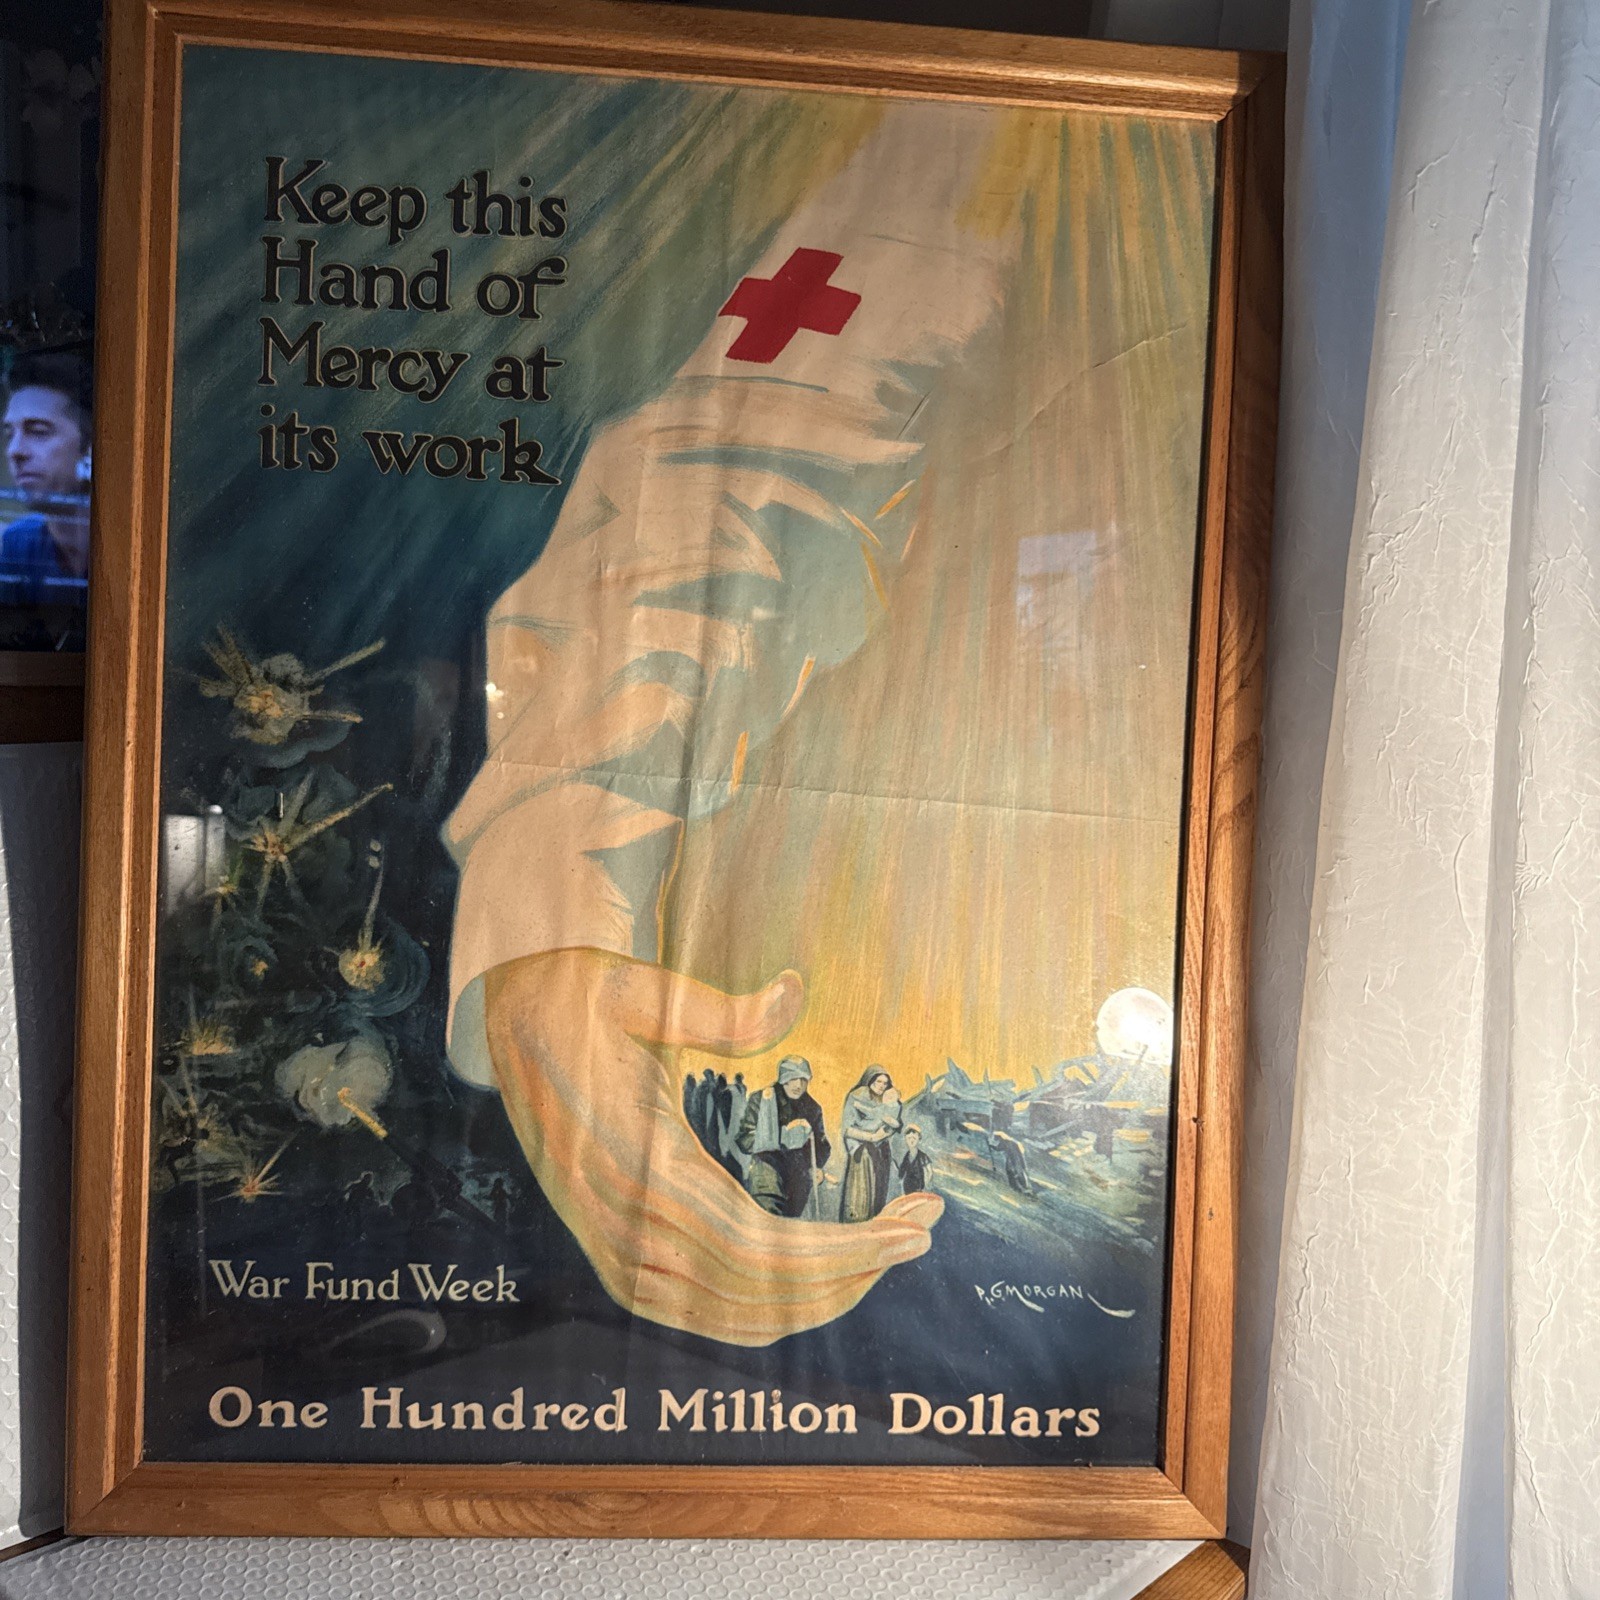 Keep this
Hand of
Mercy at
its work
War Fund Week
P.G.MORGAN
One Hundred Million Dollars